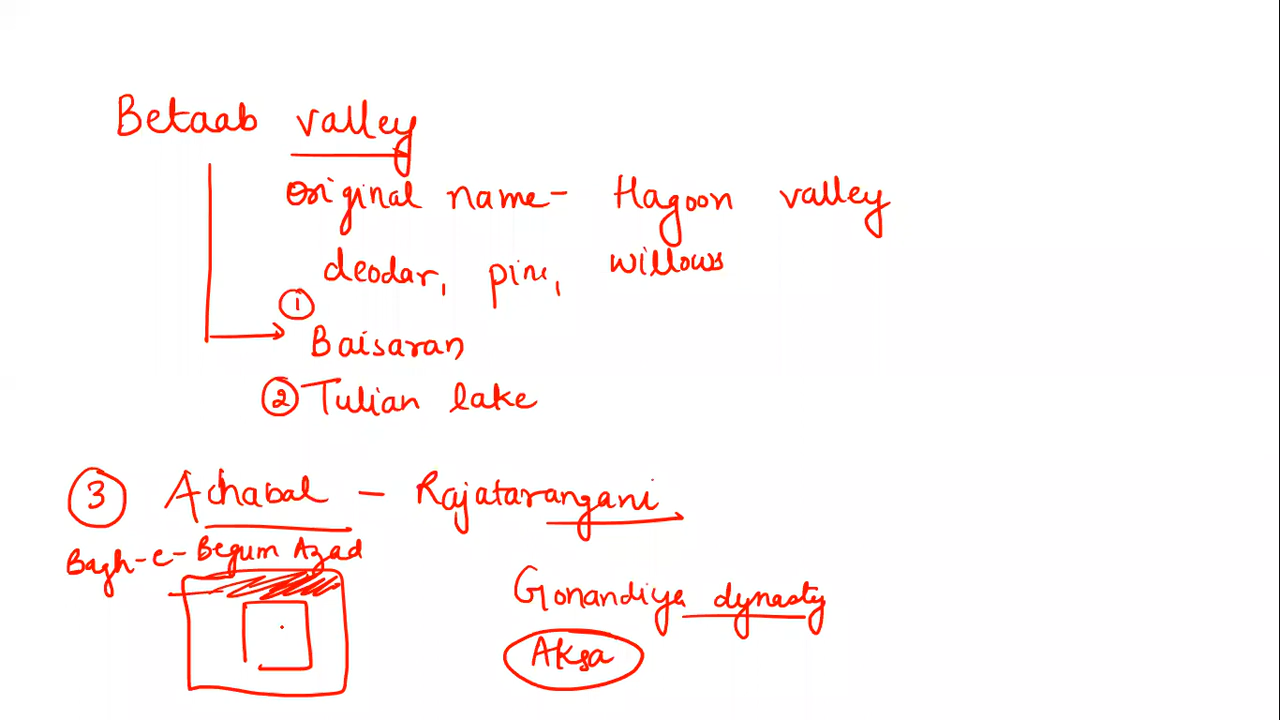 Betaab valley
original name- Hagoon valley
deodar, pine, willows
① Baisaran
② Tulian lake
③ Achabal - Rajatarangani
Bagh-e-Begum Azad
Gonandiya dynasty
Aksa